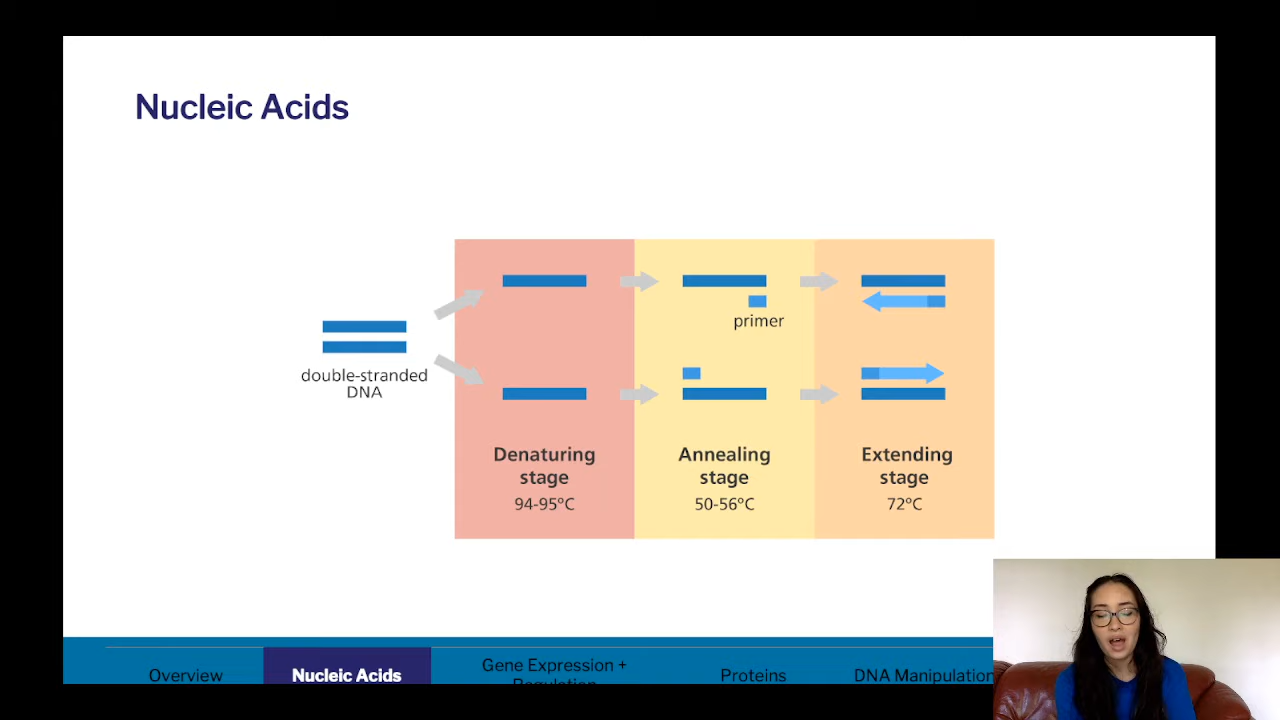 Nucleic Acids
primer
double-stranded
DNA
Denaturing
stage
94-95°C
Annealing
stage
50-56°C
Extending
stage
72°C
Overview
Nucleic Acids
Gene Expression +
Regulation
Proteins
DNA Manipulation